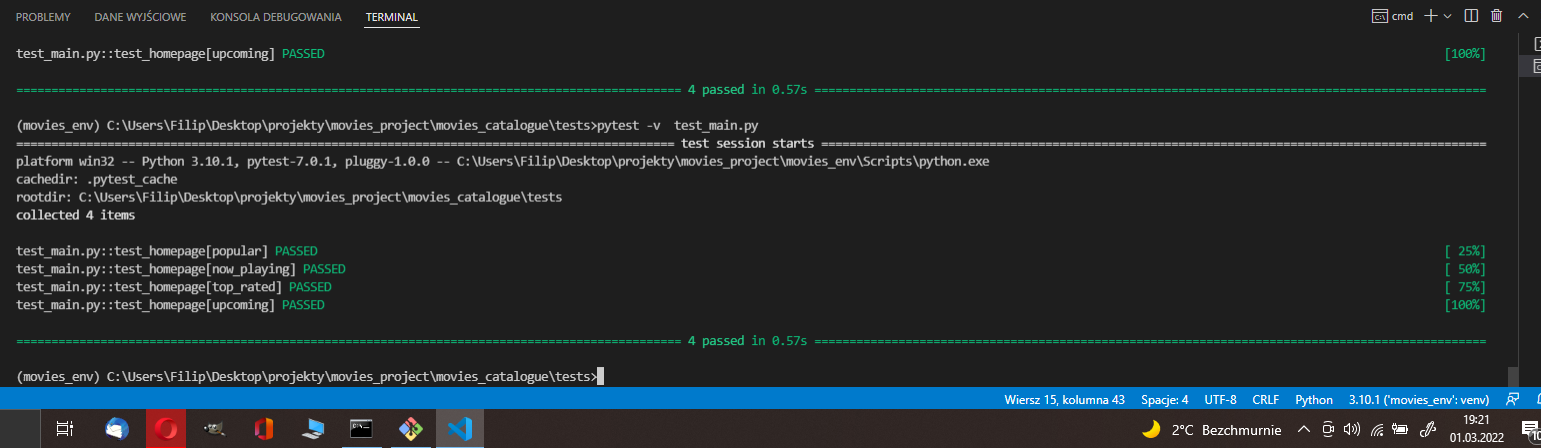 PROBLEMY DANE WYJŚCIOWE KONSOLA DEBUGOWANIA TERMINAL cmd
test_main.py::test_homepage[upcoming] PASSED [100%]
============================== 4 passed in 0.57s ==============================
(movies_env) C:\Users\Filip\Desktop\projekty\movies_project\movies_catalogue\tests>pytest -v  test_main.py
============================== test session starts ==============================
platform win32 -- Python 3.10.1, pytest-7.0.1, pluggy-1.0.0 -- C:\Users\Filip\Desktop\projekty\movies_project\movies_env\Scripts\python.exe
cachedir: .pytest_cache
rootdir: C:\Users\Filip\Desktop\projekty\movies_project\movies_catalogue\tests
collected 4 items
test_main.py::test_homepage[popular] PASSED [ 25%]
test_main.py::test_homepage[now_playing] PASSED [ 50%]
test_main.py::test_homepage[top_rated] PASSED [ 75%]
test_main.py::test_homepage[upcoming] PASSED [100%]
============================== 4 passed in 0.57s ==============================
(movies_env) C:\Users\Filip\Desktop\projekty\movies_project\movies_catalogue\tests>
Wiersz 15, kolumna 43 Spacje: 4 UTF-8 CRLF Python 3.10.1 ('movies_env': venv)
2°C Bezchmurnie 19:21
01.03.2022